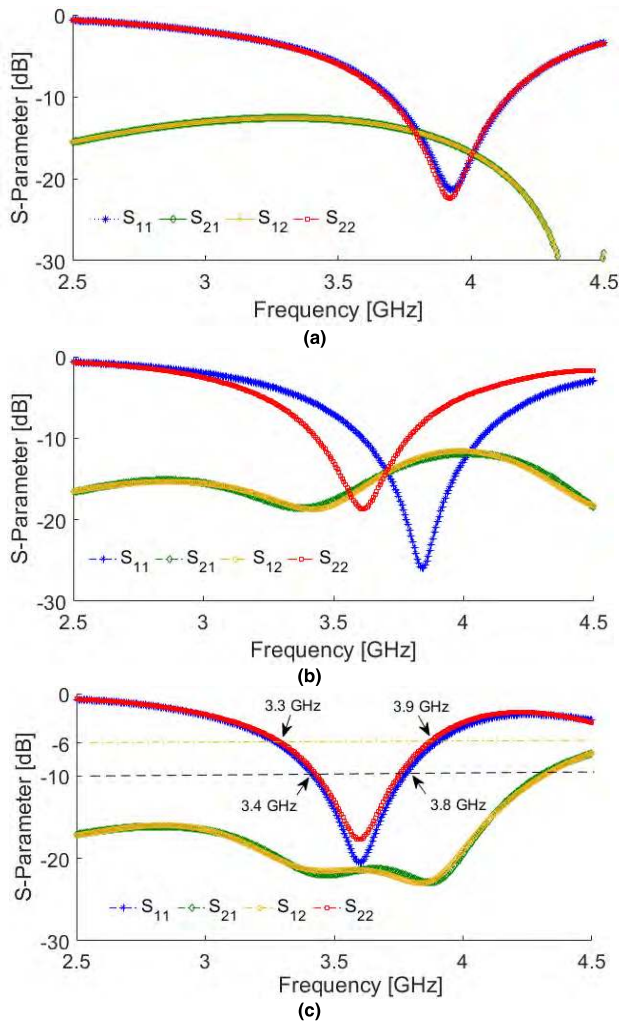 0
-10
-20
-30
S-Parameter [dB]
S11 S21 S12 S22
2.5 3 3.5 4 4.5
Frequency [GHz]
(a)
0
-10
-20
-30
S-Parameter [dB]
S11 S21 S12 S22
2.5 3 3.5 4 4.5
Frequency [GHz]
(b)
0
-6
-10
-20
-30
S-Parameter [dB]
3.3 GHz 3.9 GHz
3.4 GHz 3.8 GHz
S11 S21 S12 S22
2.5 3 3.5 4 4.5
Frequency [GHz]
(c)